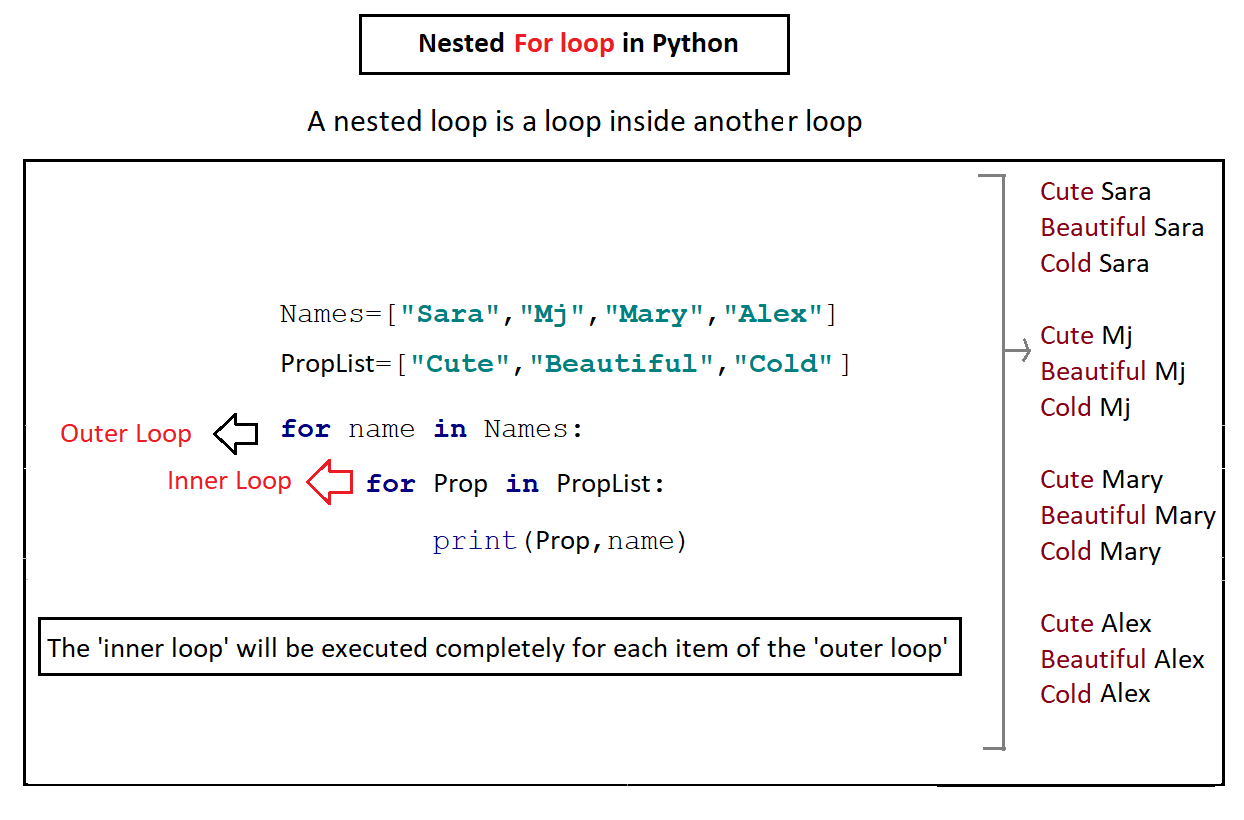 Nested For loop in Python
A nested loop is a loop inside another loop
Names=["Sara","Mj","Mary","Alex"]
PropList=["Cute","Beautiful","Cold"]
Outer Loop for name in Names:
Inner Loop for Prop in PropList:
print(Prop,name)
The 'inner loop' will be executed completely for each item of the 'outer loop'
Cute Sara
Beautiful Sara
Cold Sara
Cute Mj
Beautiful Mj
Cold Mj
Cute Mary
Beautiful Mary
Cold Mary
Cute Alex
Beautiful Alex
Cold Alex